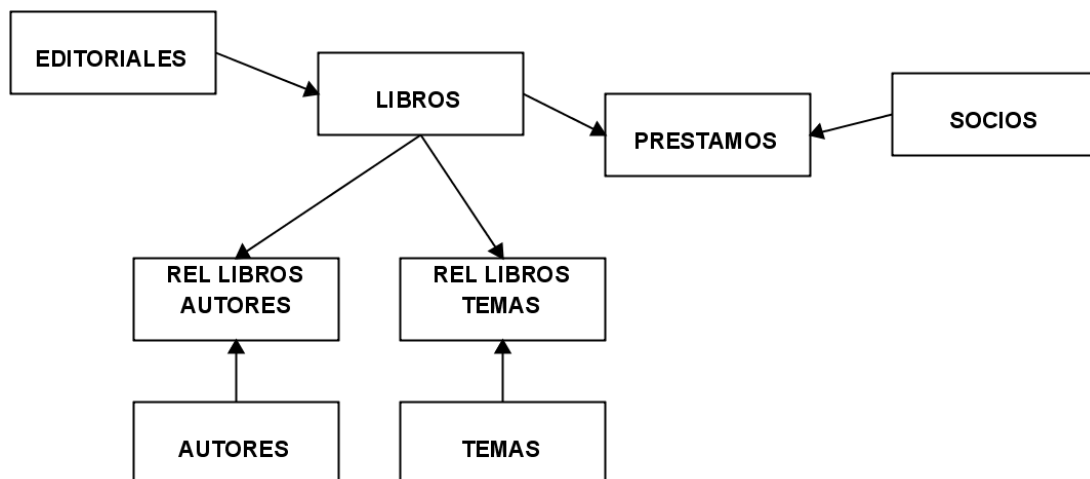 EDITORIALES
LIBROS
PRESTAMOS
SOCIOS
REL LIBROS
AUTORES
REL LIBROS
TEMAS
AUTORES
TEMAS